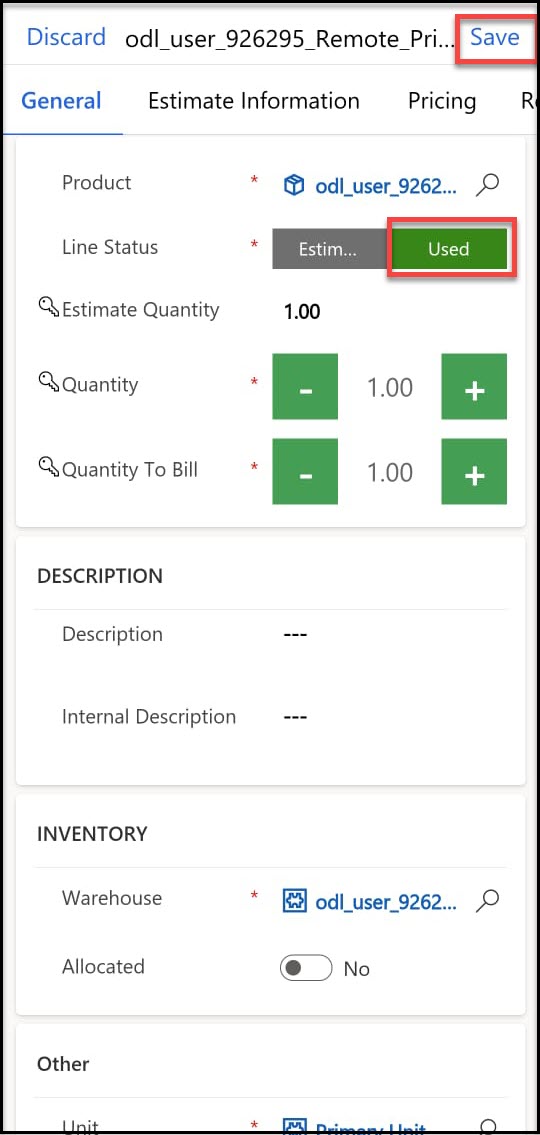 Discard odl_user_926295_Remote_Pri... Save
General Estimate Information Pricing R
Product * odl_user_9262...
Line Status * Estim... Used
Estimate Quantity 1.00
Quantity * - 1.00 +
Quantity To Bill * - 1.00 +
DESCRIPTION
Description ---
Internal Description ---
INVENTORY
Warehouse * odl_user_9262...
Allocated No
Other
Unit * Primary Unit